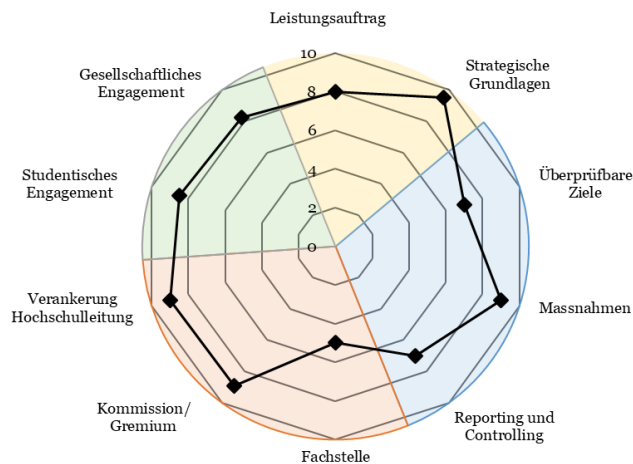 Leistungsauftrag
Strategische
Grundlagen
Überprüfbare
Ziele
Massnahmen
Reporting und
Controlling
Fachstelle
Kommission/
Gremium
Verankerung
Hochschulleitung
Studentisches
Engagement
Gesellschaftliches
Engagement
10
8
6
4
2
0